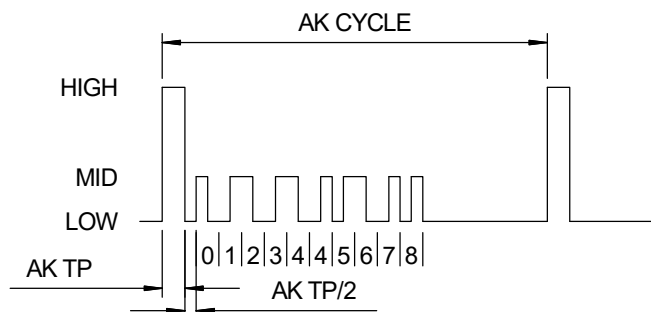 AK CYCLE
HIGH
MID
LOW
0 1 2 3 4 4 5 6 7 8
AK TP
AK TP/2